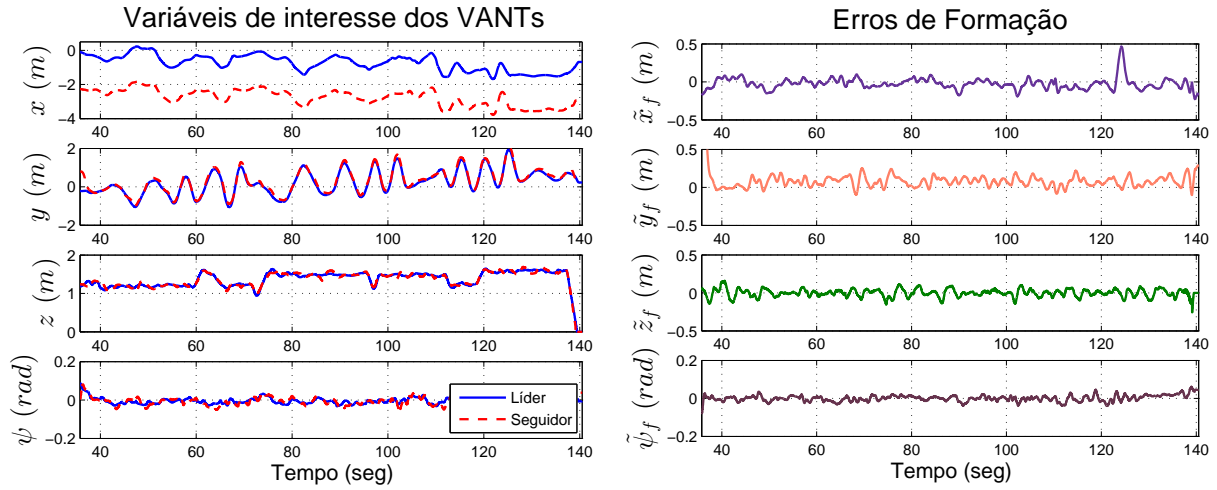 Variáveis de interesse dos VANTs
x (m)
0
−2
−4
40 60 80 100 120 140
y (m)
2
0
−2
40 60 80 100 120 140
z (m)
2
1
0
40 60 80 100 120 140
ψ (rad)
0.2
0
−0.2
40 60 80 100 120 140
Líder
Seguidor
Tempo (seg)
Erros de Formação
x̃_f (m)
0.5
0
−0.5
40 60 80 100 120 140
ỹ_f (m)
0.5
0
−0.5
40 60 80 100 120 140
z̃_f (m)
0.5
0
−0.5
40 60 80 100 120 140
ψ̃_f (rad)
0.2
0
−0.2
40 60 80 100 120 140
Tempo (seg)